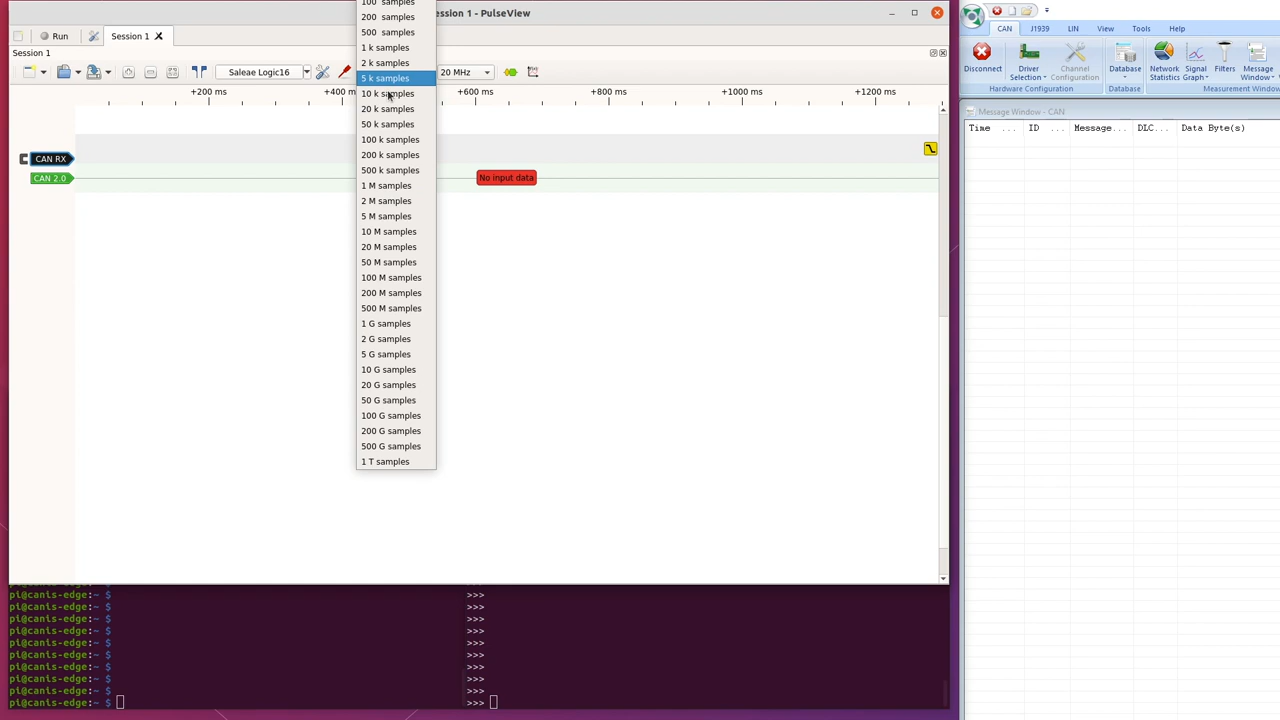 ession 1 - PulseView
Run
Session 1
Session 1
Saleae Logic16
20 MHz
+200 ms
+400 m
+600 ms
+800 ms
+1000 ms
+1200 ms
CAN RX
CAN 2.0
No input data
100 samples
200 samples
500 samples
1 k samples
2 k samples
5 k samples
10 k samples
20 k samples
50 k samples
100 k samples
200 k samples
500 k samples
1 M samples
2 M samples
5 M samples
10 M samples
20 M samples
50 M samples
100 M samples
200 M samples
500 M samples
1 G samples
2 G samples
5 G samples
10 G samples
20 G samples
50 G samples
100 G samples
200 G samples
500 G samples
1 T samples
pi@canis-edge:~ $
pi@canis-edge:~ $
pi@canis-edge:~ $
pi@canis-edge:~ $
pi@canis-edge:~ $
pi@canis-edge:~ $
pi@canis-edge:~ $
pi@canis-edge:~ $
pi@canis-edge:~ $
pi@canis-edge:~ $
>>>
>>>
>>>
>>>
>>>
>>>
>>>
>>>
>>>
>>>
CAN J1939 LIN View Tools Help
Disconnect
Driver Selection
Channel Configuration
Database
Network Statistics
Signal Graph
Filters
Message Window
Hardware Configuration
Database
Measurement Windo
Message Window - CAN
Time ... ID ... Message... DLC... Data Byte(s)